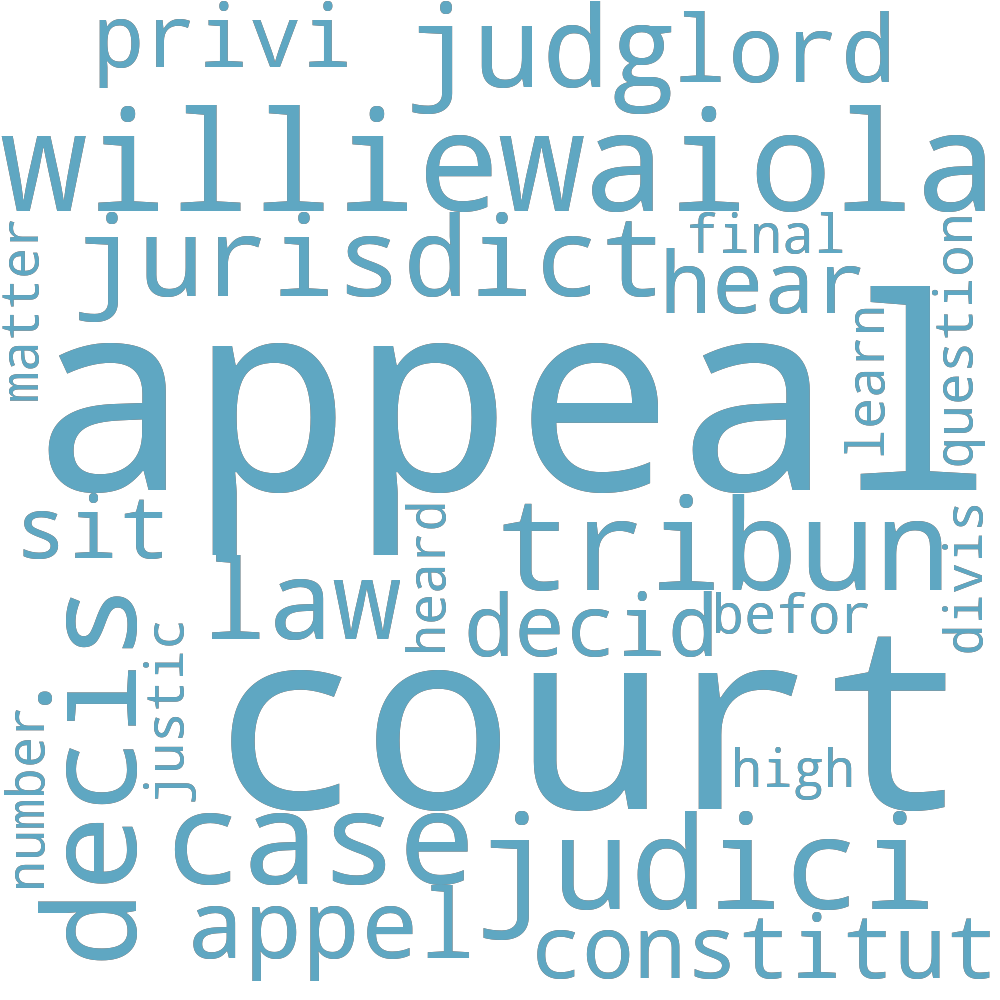 privi
judg
lord
williewaiola
jurisdict
final
hear
matter
question
learn
appeal
sit
tribun
heard
divis
law
decid
befor
decis
justic
court
number
high
case
judici
appel
constitut